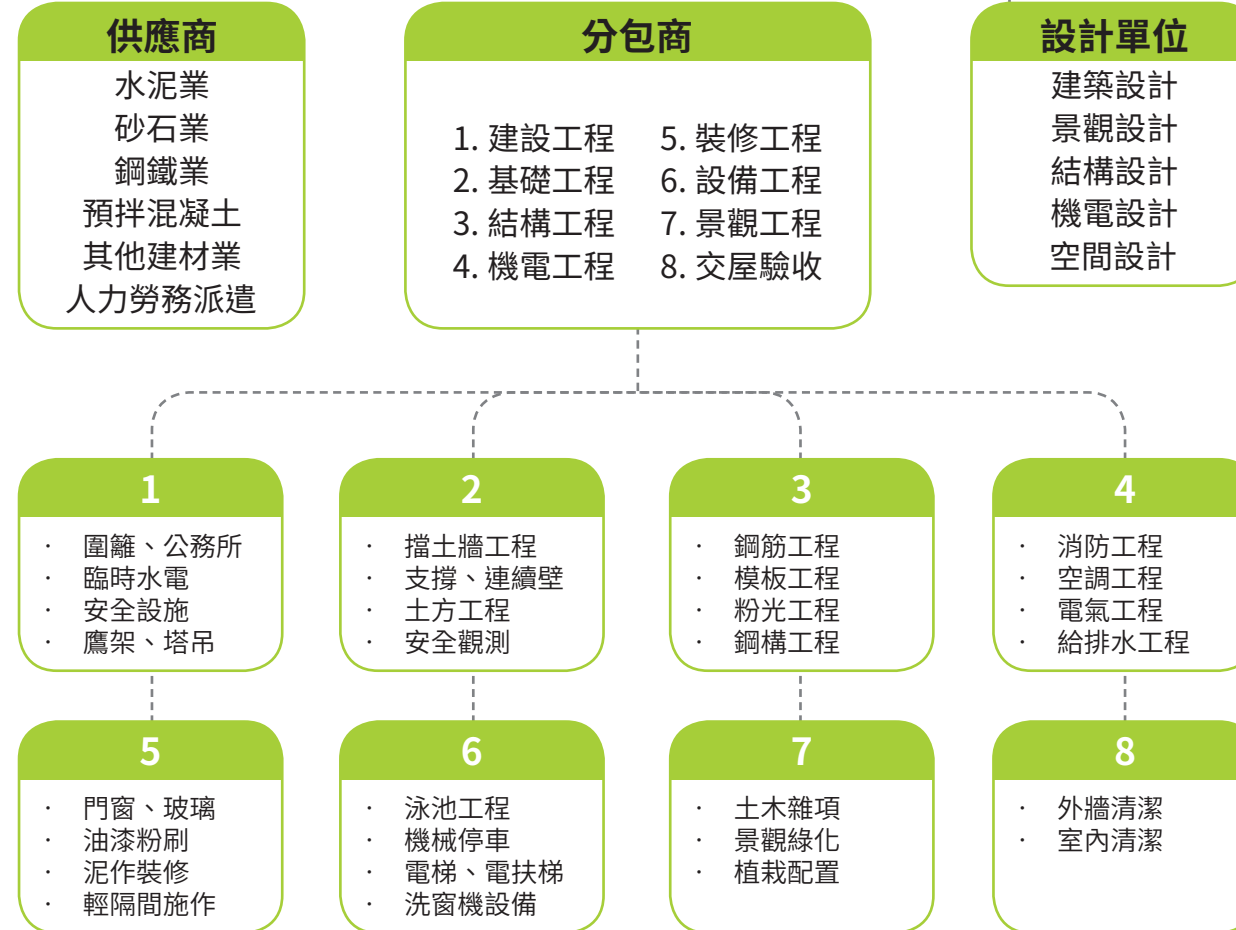 供應商
水泥業
砂石業
鋼鐵業
預拌混凝土
其他建材業
人力勞務派遣
分包商
1. 建設工程
2. 基礎工程
3. 結構工程
4. 機電工程
5. 裝修工程
6. 設備工程
7. 景觀工程
8. 交屋驗收
設計單位
建築設計
景觀設計
結構設計
機電設計
空間設計
1
· 圍籬、公務所
· 臨時水電
· 安全設施
· 鷹架、塔吊
2
· 擋土牆工程
· 支撐、連續壁
· 土方工程
· 安全觀測
3
· 鋼筋工程
· 模板工程
· 粉光工程
· 鋼構工程
4
· 消防工程
· 空調工程
· 電氣工程
· 給排水工程
5
· 門窗、玻璃
· 油漆粉刷
· 泥作裝修
· 輕隔間施作
6
· 泳池工程
· 機械停車
· 電梯、電扶梯
· 洗窗機設備
7
· 土木雜項
· 景觀綠化
· 植栽配置
8
· 外牆清潔
· 室內清潔